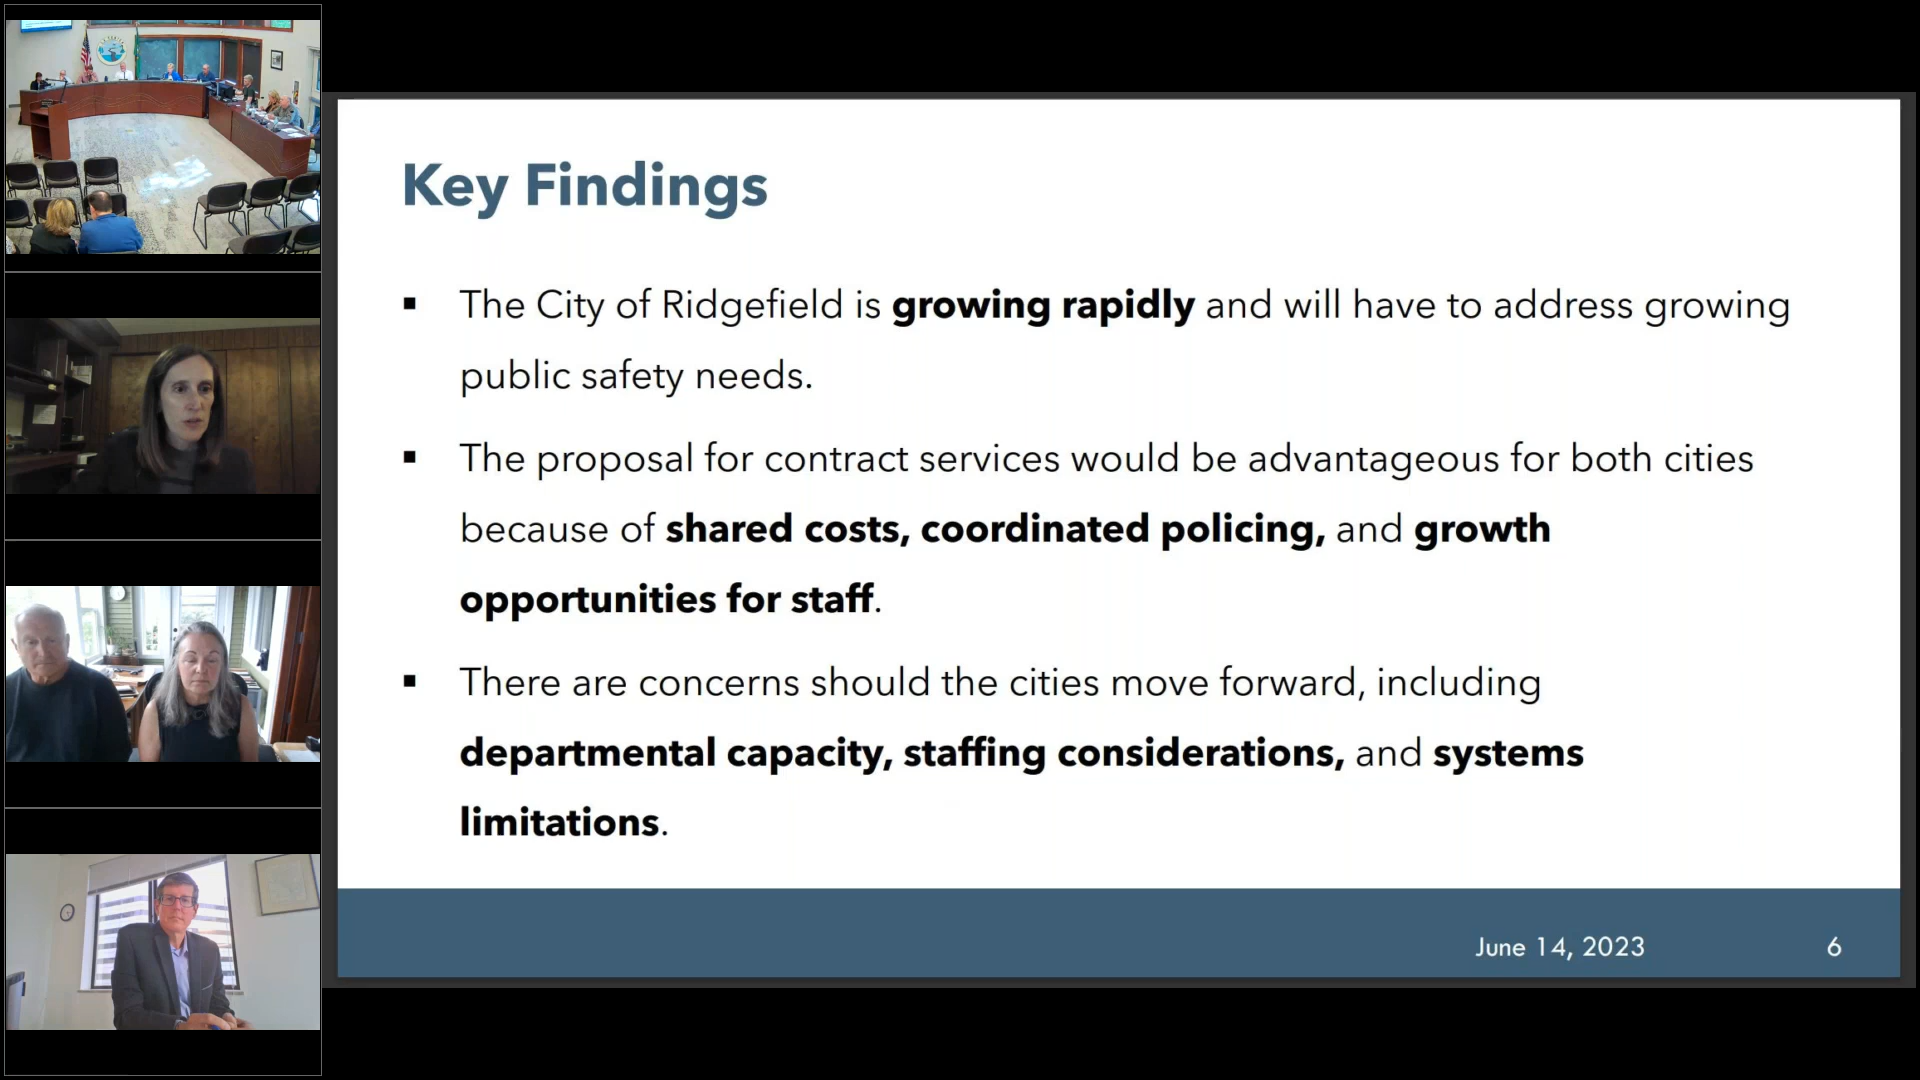 Key Findings
▪ The City of Ridgefield is growing rapidly and will have to address growing
public safety needs.
▪ The proposal for contract services would be advantageous for both cities
because of shared costs, coordinated policing, and growth
opportunities for staff.
▪ There are concerns should the cities move forward, including
departmental capacity, staffing considerations, and systems
limitations.
June 14, 2023
6